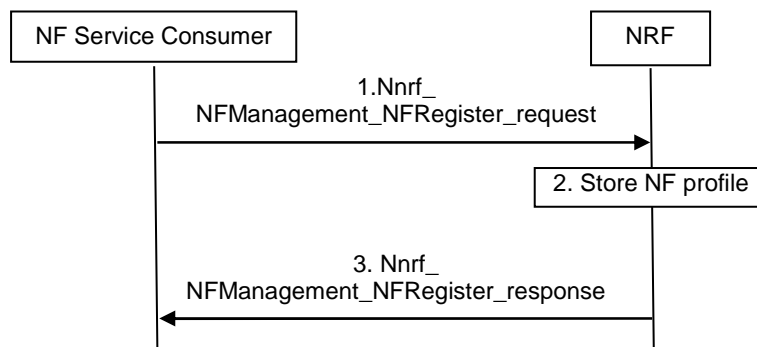 NF Service Consumer
NRF
1.Nnrf_
NFManagement_NFRegister_request
2. Store NF profile
3. Nnrf_
NFManagement_NFRegister_response